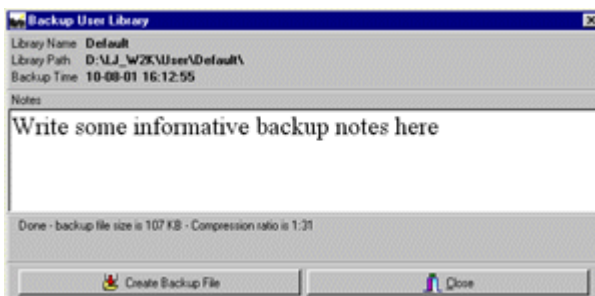 Backup User Library
Library Name Default
Library Path D:\LJ_W2K\User\Default\
Backup Time 10-08-01 16:12:55
Notes
Write some informative backup notes here
Done - backup file size is 107 KB - Compression ratio is 1:31
Create Backup File
Close